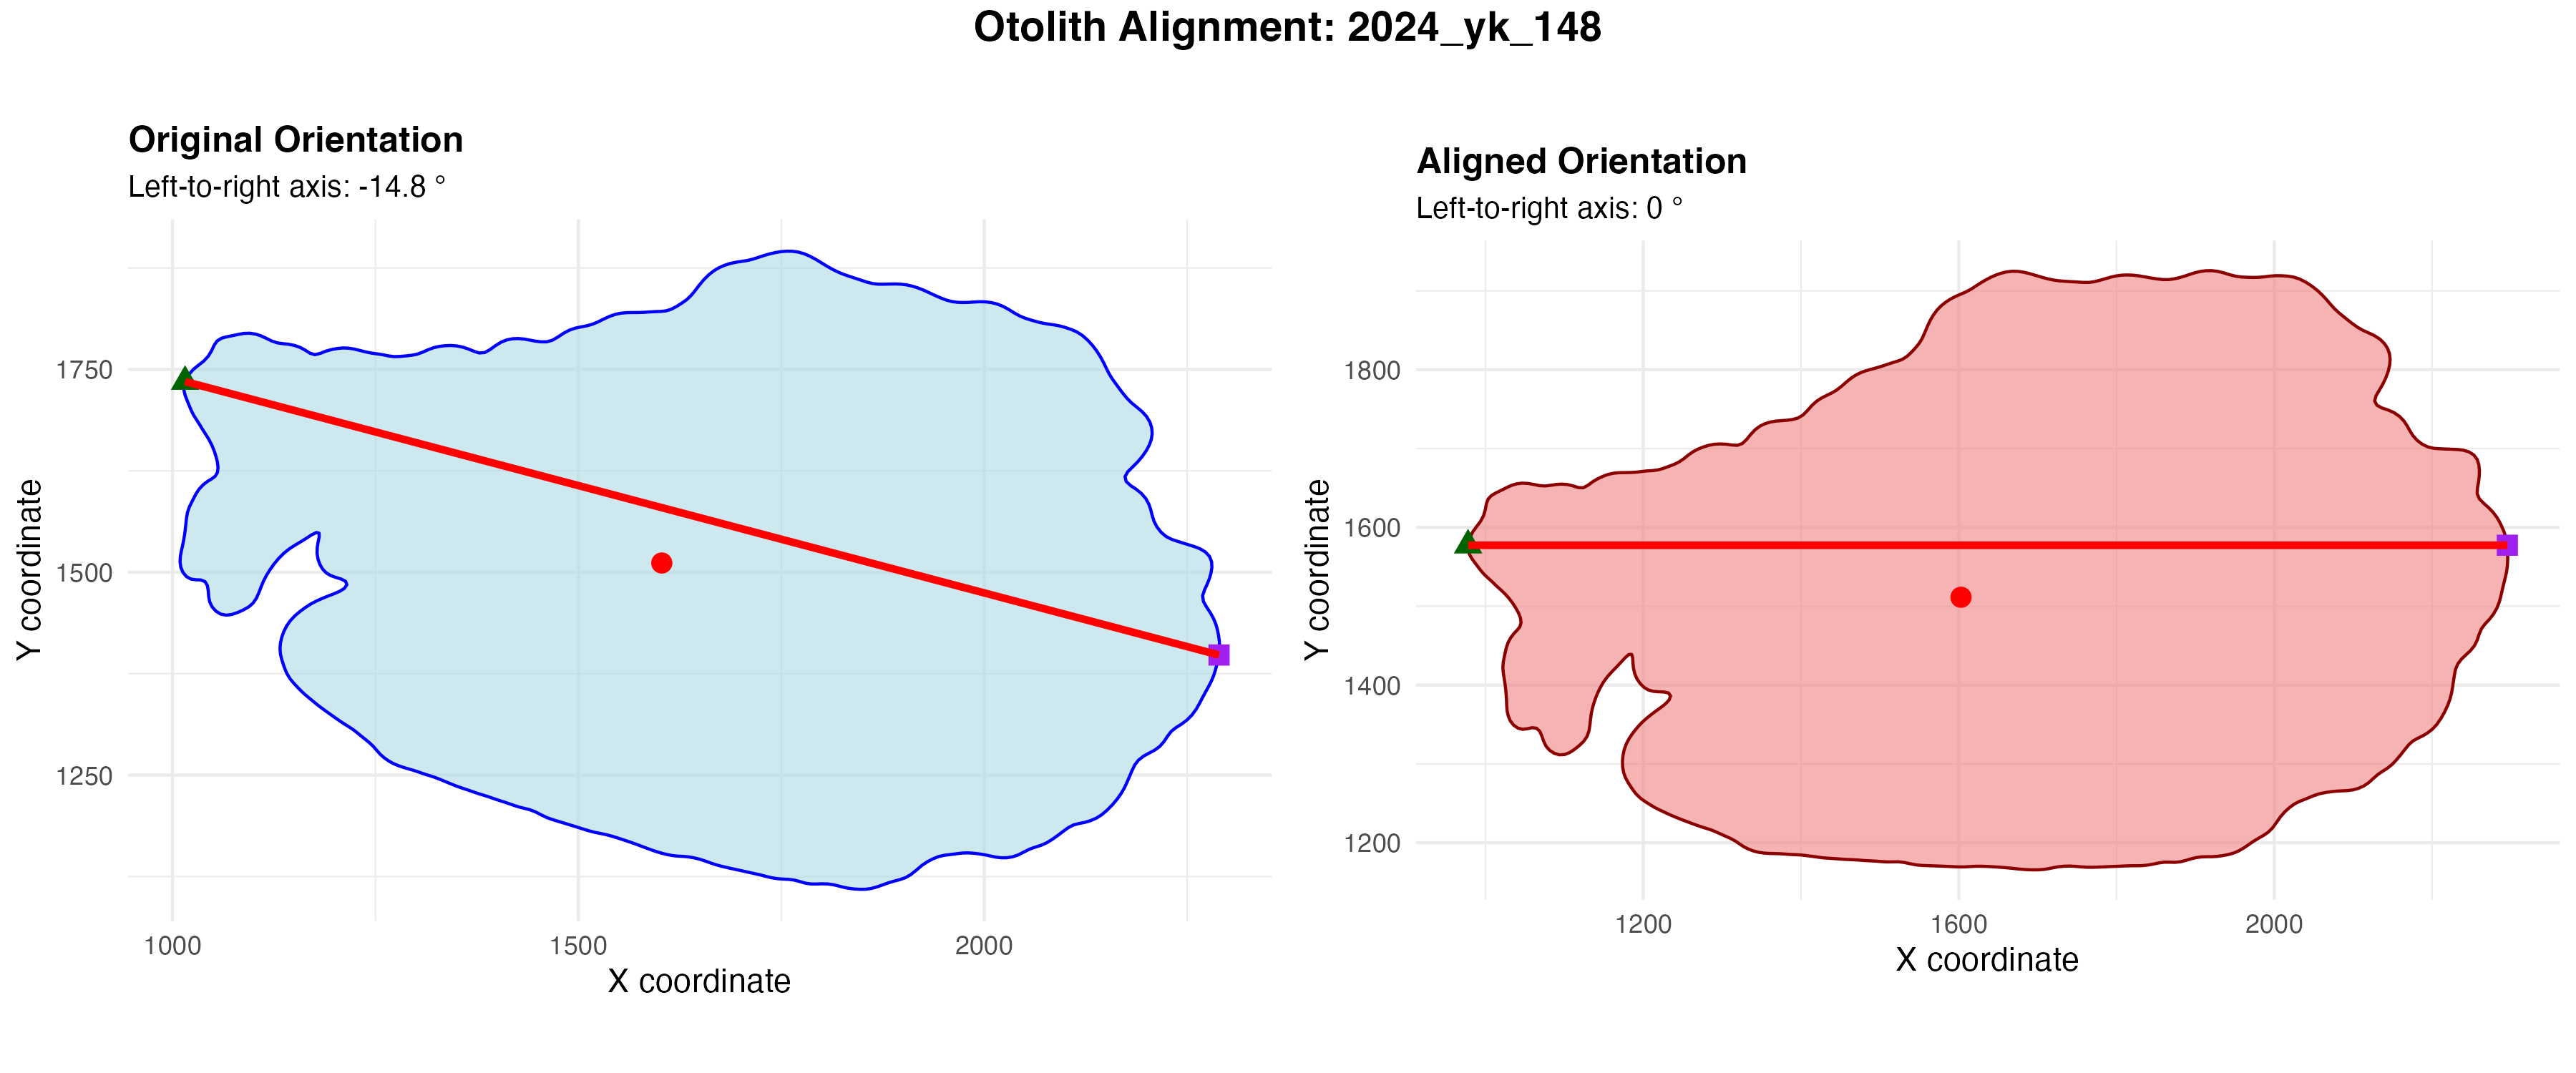 Otolith Alignment: 2024_yk_148
Original Orientation
Left-to-right axis: -14.8 °
1750
1500
1250
Y coordinate
1000
1500
2000
X coordinate
Aligned Orientation
Left-to-right axis: 0 °
1800
1600
1400
1200
Y coordinate
1200
1600
2000
X coordinate